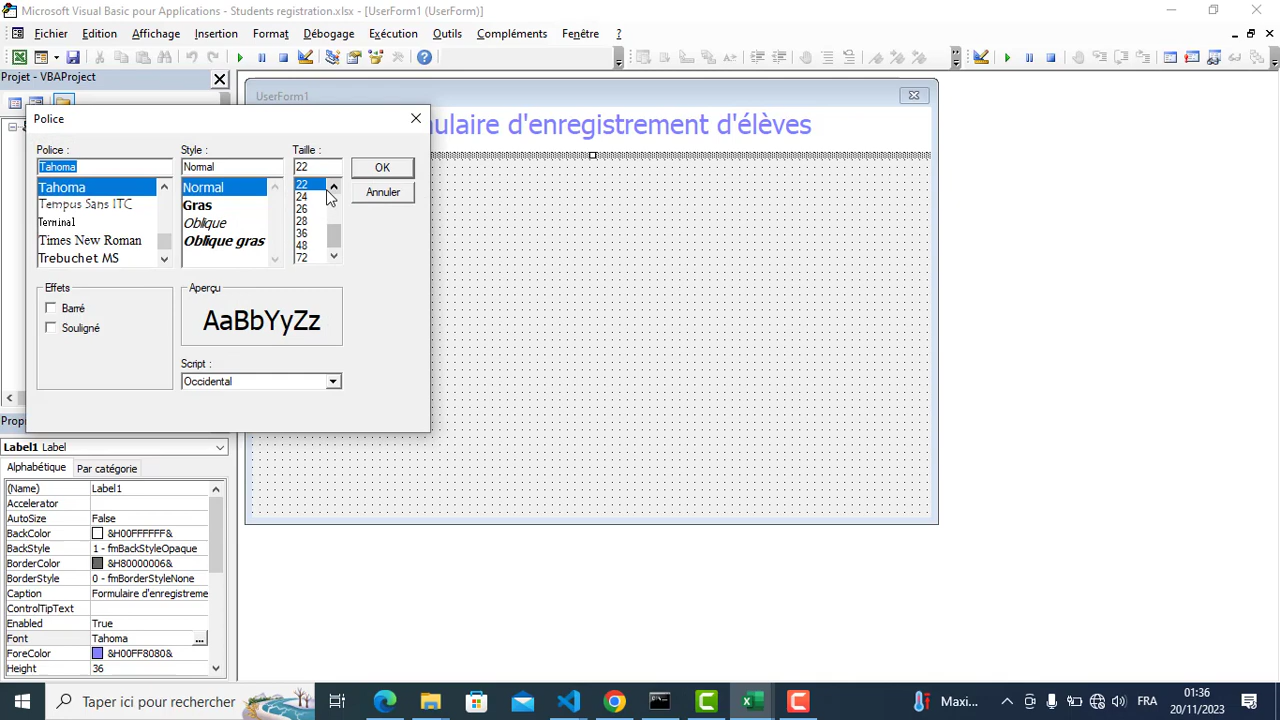 Microsoft Visual Basic pour Applications - Students registration.xlsx - [UserForm1 (UserForm)]
Fichier Edition Affichage Insertion Format Débogage Exécution Outils Compléments Fenêtre ?
Projet - VBAProject
UserForm1
ulaire d'enregistrement d'élèves
Police
Police : Style : Taille :
Tahoma Normal 22 OK
Tahoma Normal 22
Annuler
Tempus Sans ITC Gras 24
26
Terminal Oblique 28
Times New Roman Oblique gras 36
48
Trebuchet MS 72
Effets Aperçu
Barré
Souligné
AaBbYyZz
Script :
Occidental
Prop
Label1 Label
Alphabétique Par catégorie
(Name) Label1
Accelerator
AutoSize False
BackColor &H00FFFFFF&
BackStyle 1 - fmBackStyleOpaque
BorderColor &H80000006&
BorderStyle 0 - fmBorderStyleNone
Caption Formulaire d'enregistreme
ControlTipText
Enabled True
Font Tahoma ...
ForeColor &H00FF8080&
Height 36
Taper ici pour rechercher
Maxi...
FRA
01:36
20/11/2023